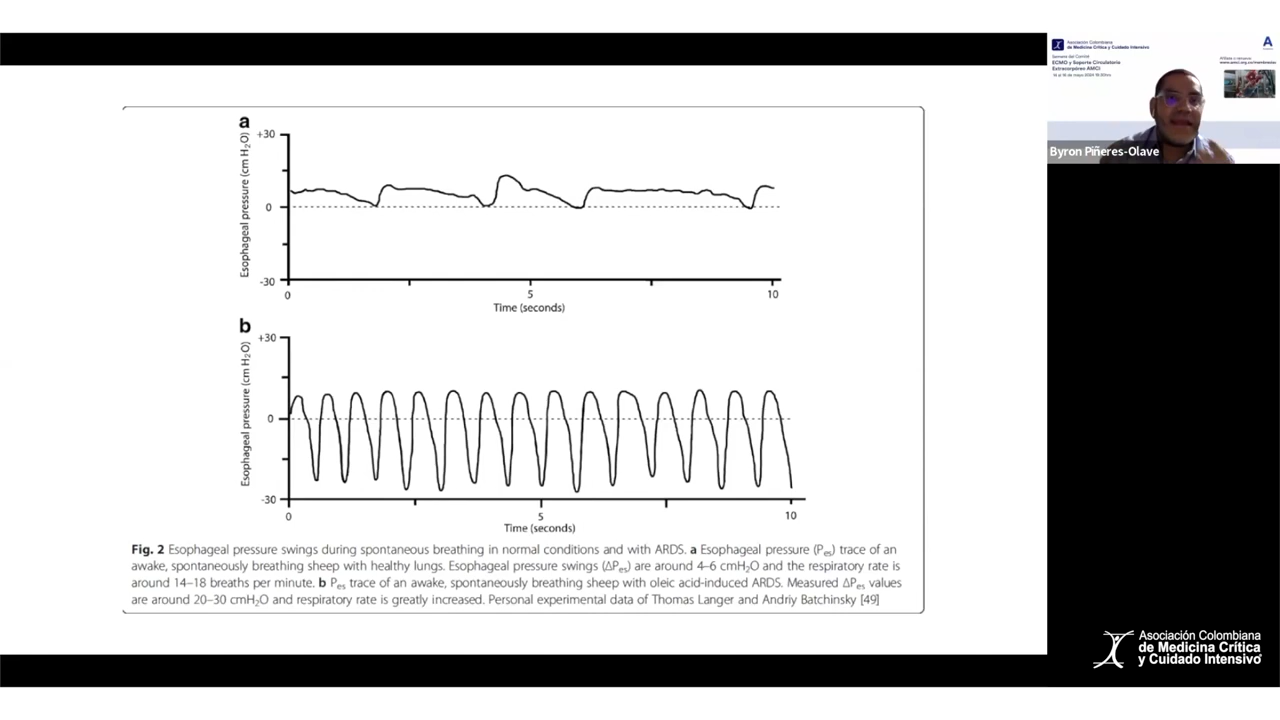 a
+30
0
-30
Esophageal pressure (cm H2O)
0
5
10
Time (seconds)
b
+30
0
-30
Esophageal pressure (cm H2O)
0
5
10
Time (seconds)
Fig. 2 Esophageal pressure swings during spontaneous breathing in normal conditions and with ARDS. a Esophageal pressure (Pes) trace of an
awake, spontaneously breathing sheep with healthy lungs. Esophageal pressure swings (ΔPes) are around 4–6 cmH2O and the respiratory rate is
around 14–18 breaths per minute. b Pes trace of an awake, spontaneously breathing sheep with oleic acid-induced ARDS. Measured ΔPes values
are around 20–30 cmH2O and respiratory rate is greatly increased. Personal experimental data of Thomas Langer and Andriy Batchinsky [49]
Asociación Colombiana
de Medicina Crítica y Cuidado Intensivo
ECMO y Soporte Circulatorio
Extracorpóreo AMCI
Byron Piñeres-Olave
Asociación Colombiana
de Medicina Crítica
y Cuidado Intensivo